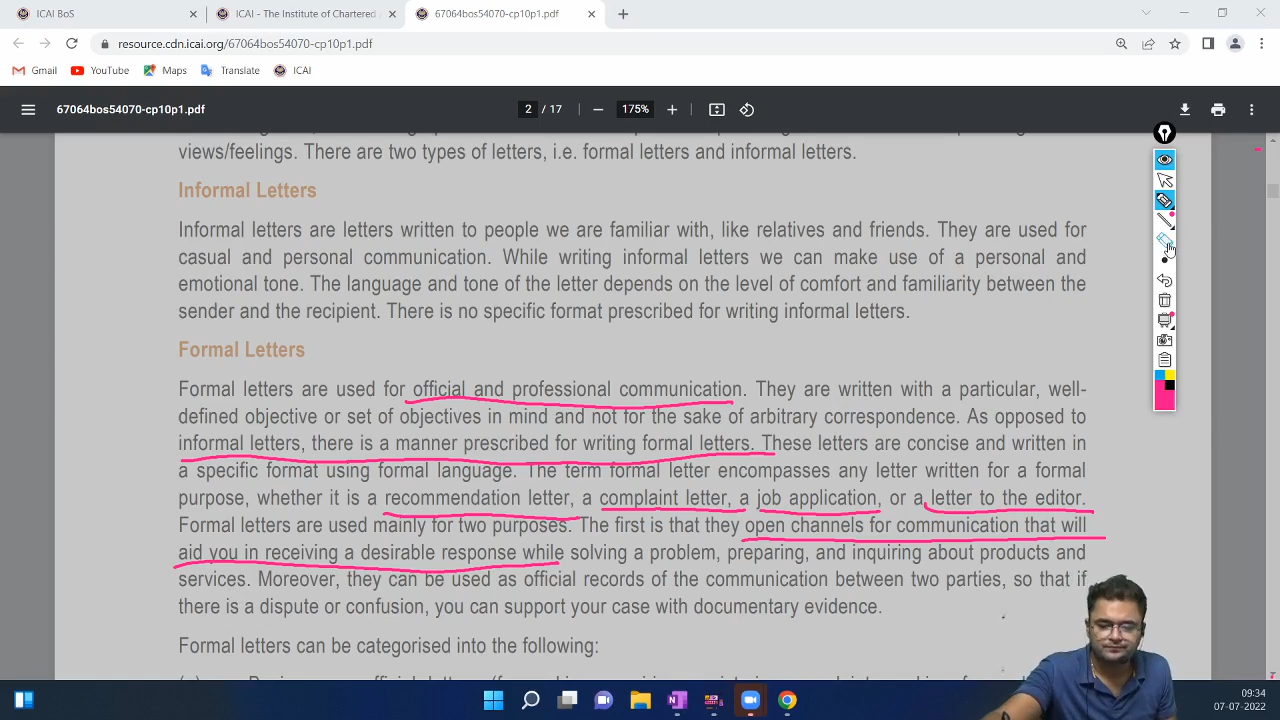 ICAI BoS
ICAI - The Institute of Chartered A
67064bos54070-cp10p1.pdf
resource.cdn.icai.org/67064bos54070-cp10p1.pdf
Gmail YouTube Maps Translate ICAI
67064bos54070-cp10p1.pdf 2 / 17 175%
views/feelings. There are two types of letters, i.e. formal letters and informal letters.
Informal Letters
Informal letters are letters written to people we are familiar with, like relatives and friends. They are used for
casual and personal communication. While writing informal letters we can make use of a personal and
emotional tone. The language and tone of the letter depends on the level of comfort and familiarity between the
sender and the recipient. There is no specific format prescribed for writing informal letters.
Formal Letters
Formal letters are used for official and professional communication. They are written with a particular, well-
defined objective or set of objectives in mind and not for the sake of arbitrary correspondence. As opposed to
informal letters, there is a manner prescribed for writing formal letters. These letters are concise and written in
a specific format using formal language. The term formal letter encompasses any letter written for a formal
purpose, whether it is a recommendation letter, a complaint letter, a job application, or a letter to the editor.
Formal letters are used mainly for two purposes. The first is that they open channels for communication that will
aid you in receiving a desirable response while solving a problem, preparing, and inquiring about products and
services. Moreover, they can be used as official records of the communication between two parties, so that if
there is a dispute or confusion, you can support your case with documentary evidence.
Formal letters can be categorised into the following:
09:34
07-07-2022